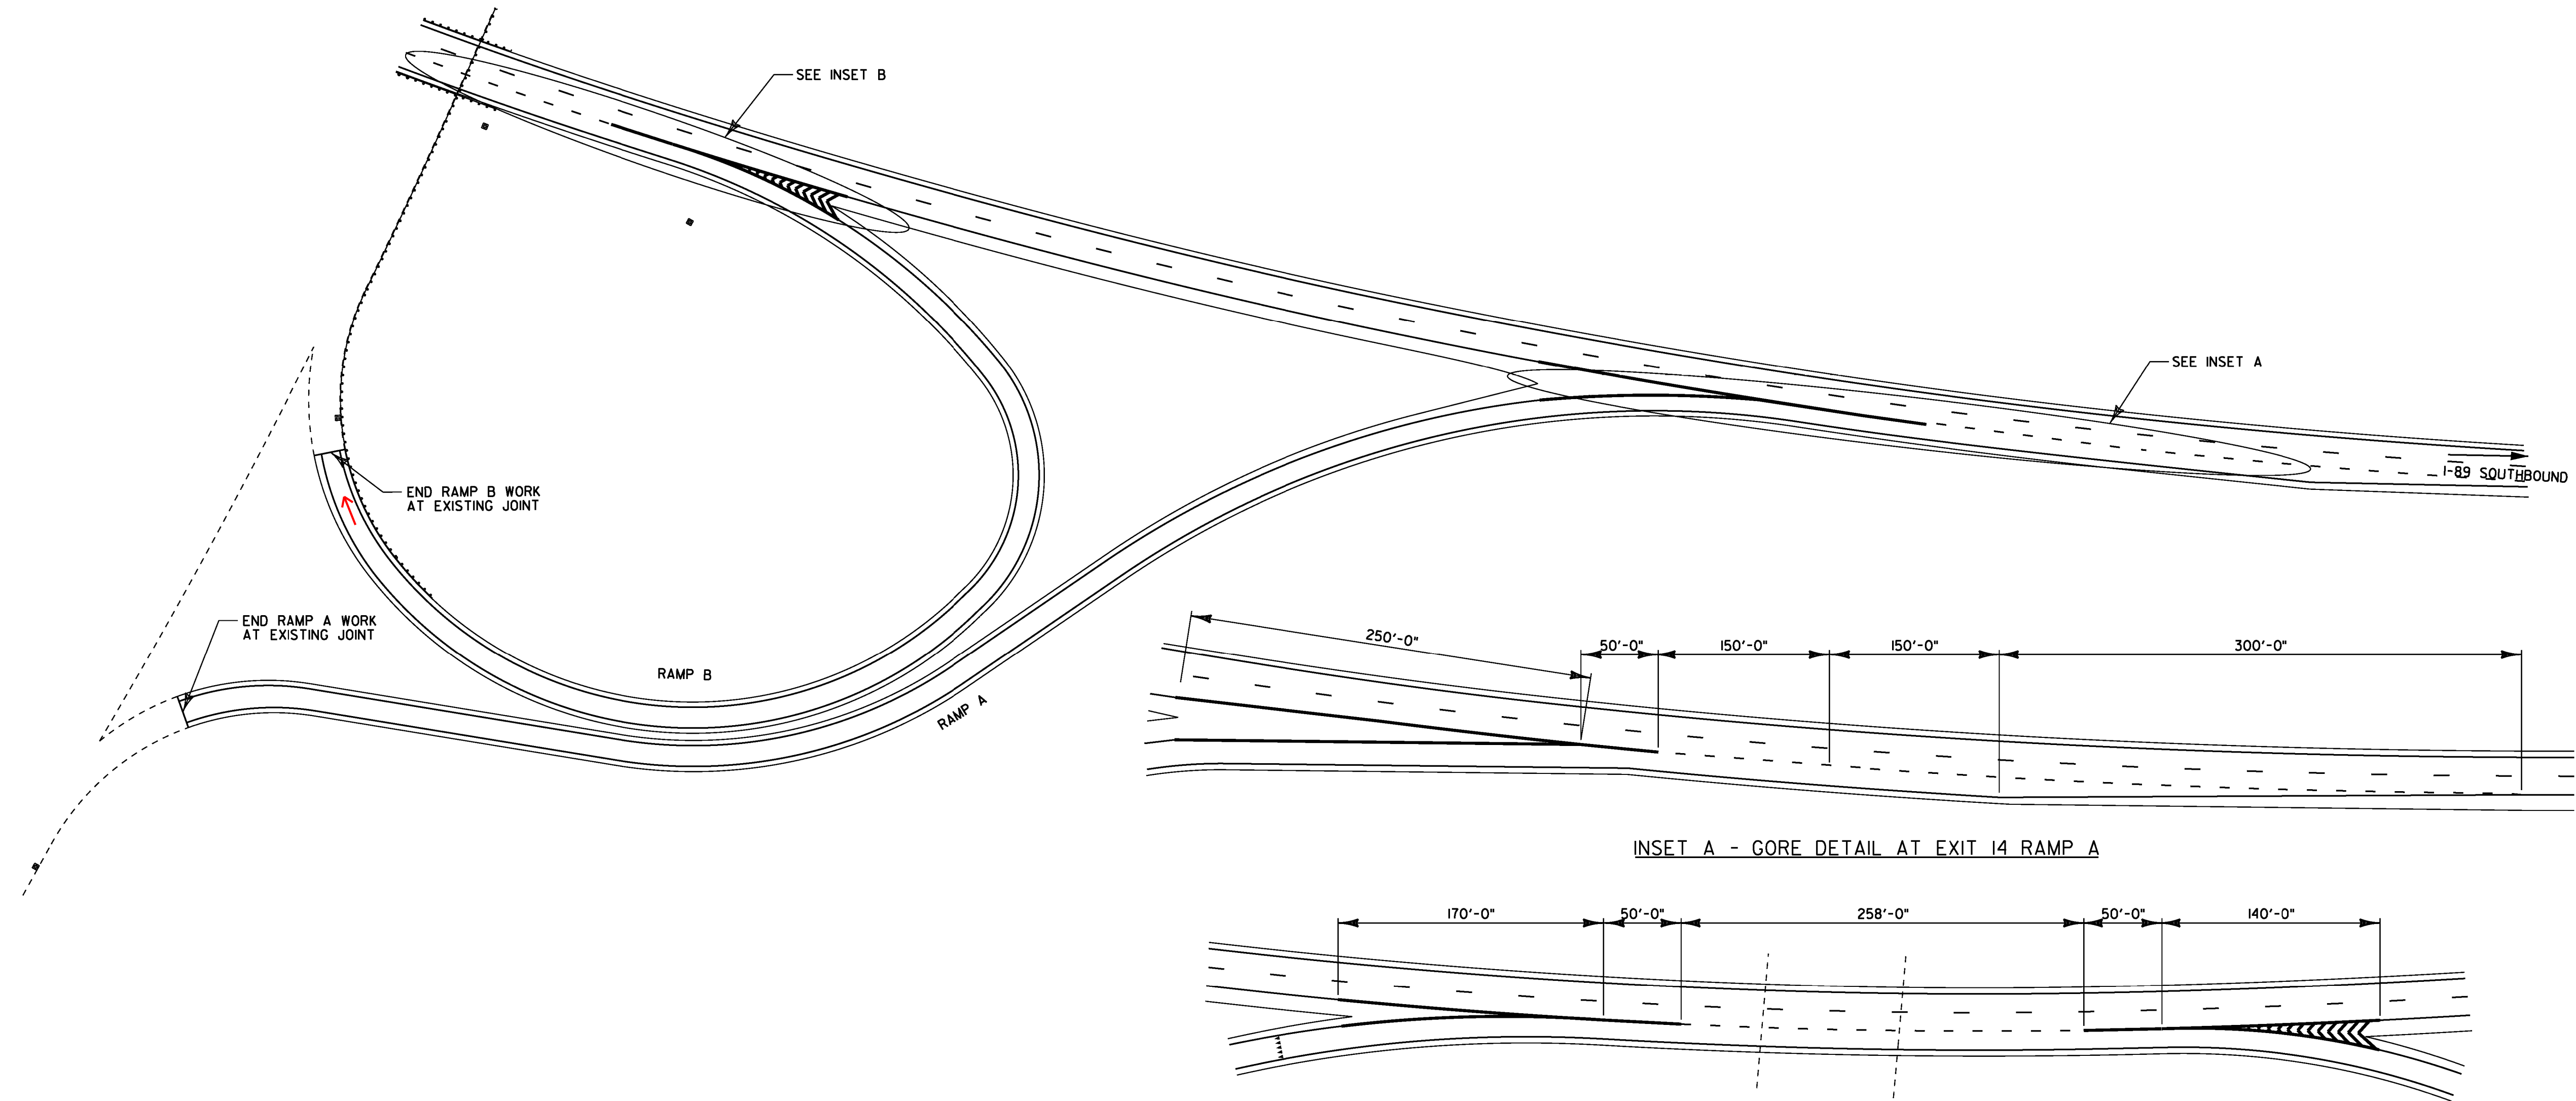 SEE INSET B
SEE INSET A
I-89 SOUTHBOUND
END RAMP B WORK
AT EXISTING JOINT
END RAMP A WORK
AT EXISTING JOINT
RAMP B
RAMP A
250'-0"
50'-0"
150'-0"
150'-0"
300'-0"
INSET A - GORE DETAIL AT EXIT 14 RAMP A
170'-0"
50'-0"
258'-0"
50'-0"
140'-0"